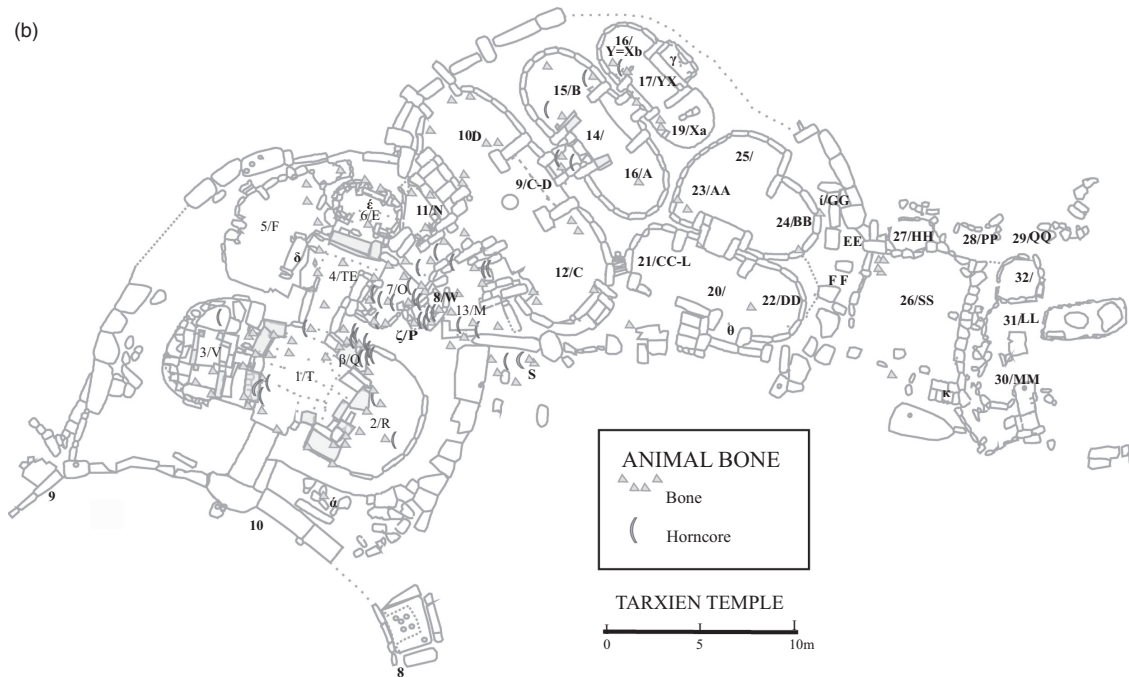 (b)
16/
Y=Xb
γ
17/YX
15/B
19/Xa
10D
14/
9/C-D
16/A
25/
23/AA
24/BB
έ
6/E
11/N
5/F
δ
4/TE
7/O
8/W
13/M
ζ/P
12/C
21/CC-L
20/
22/DD
θ
ί/GG
EE
F F
27/HH
28/PP
29/QQ
32/
31/LL
26/SS
30/MM
κ
3/V
1/T
β/Q
2/R
S
ά
9
10
8
ANIMAL BONE
Bone
Horncore
TARXIEN TEMPLE
0 5 10m